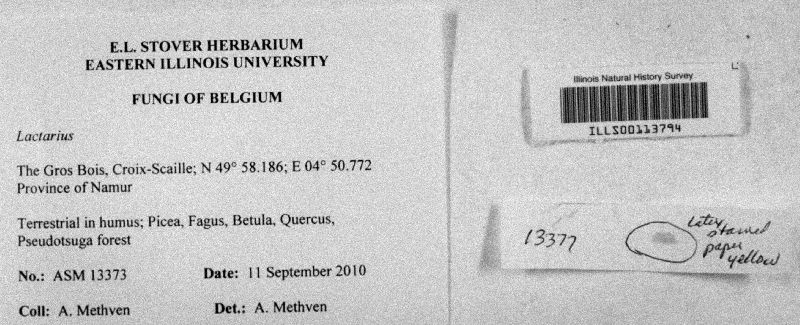 E.L. STOVER HERBARIUM
EASTERN ILLINOIS UNIVERSITY
FUNGI OF BELGIUM
Lactarius
The Gros Bois, Croix-Scaille; N 49° 58.186; E 04° 50.772
Province of Namur
Terrestrial in humus; Picea, Fagus, Betula, Quercus,
Pseudotsuga forest
No.: ASM 13373 Date: 11 September 2010
Coll: A. Methven Det.: A. Methven
Illinois Natural History Survey
ILLS00113794
13377
latex
stained
paper
yellow